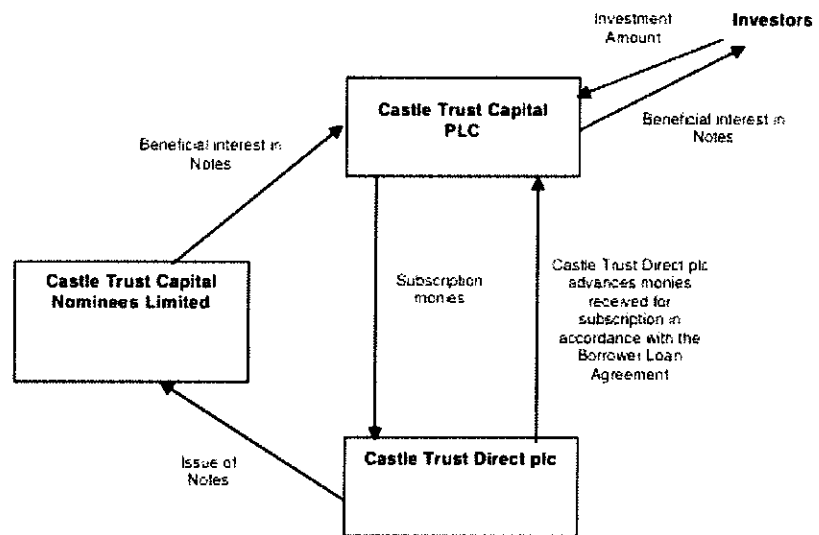 Investment
Amount
Investors
Castle Trust Capital
PLC
Beneficial interest in
Notes
Beneficial interest in
Notes
Castle Trust Capital
Nominees Limited
Subscription
monies
Castle Trust Direct plc
advances monies
received for
subscription in
accordance with the
Borrower Loan
Agreement
Issue of
Notes
Castle Trust Direct plc